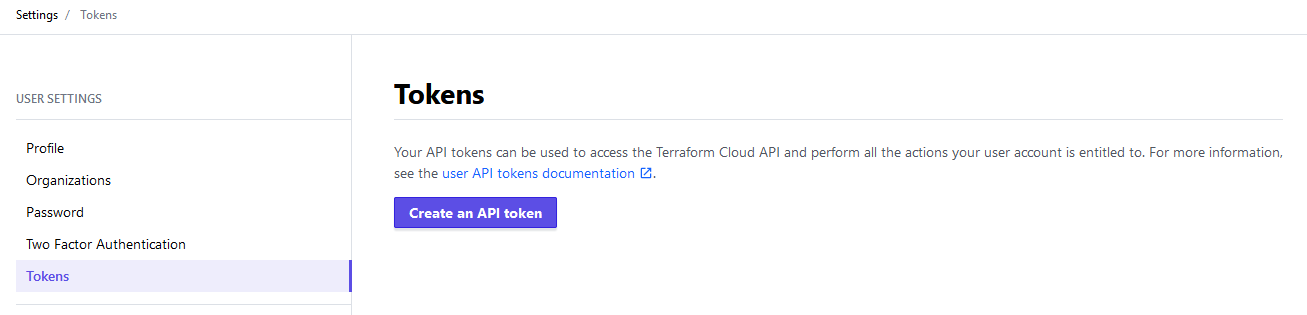 Settings / Tokens
USER SETTINGS
Profile
Organizations
Password
Two Factor Authentication
Tokens
Tokens
Your API tokens can be used to access the Terraform Cloud API and perform all the actions your user account is entitled to. For more information,
see the user API tokens documentation.
Create an API token